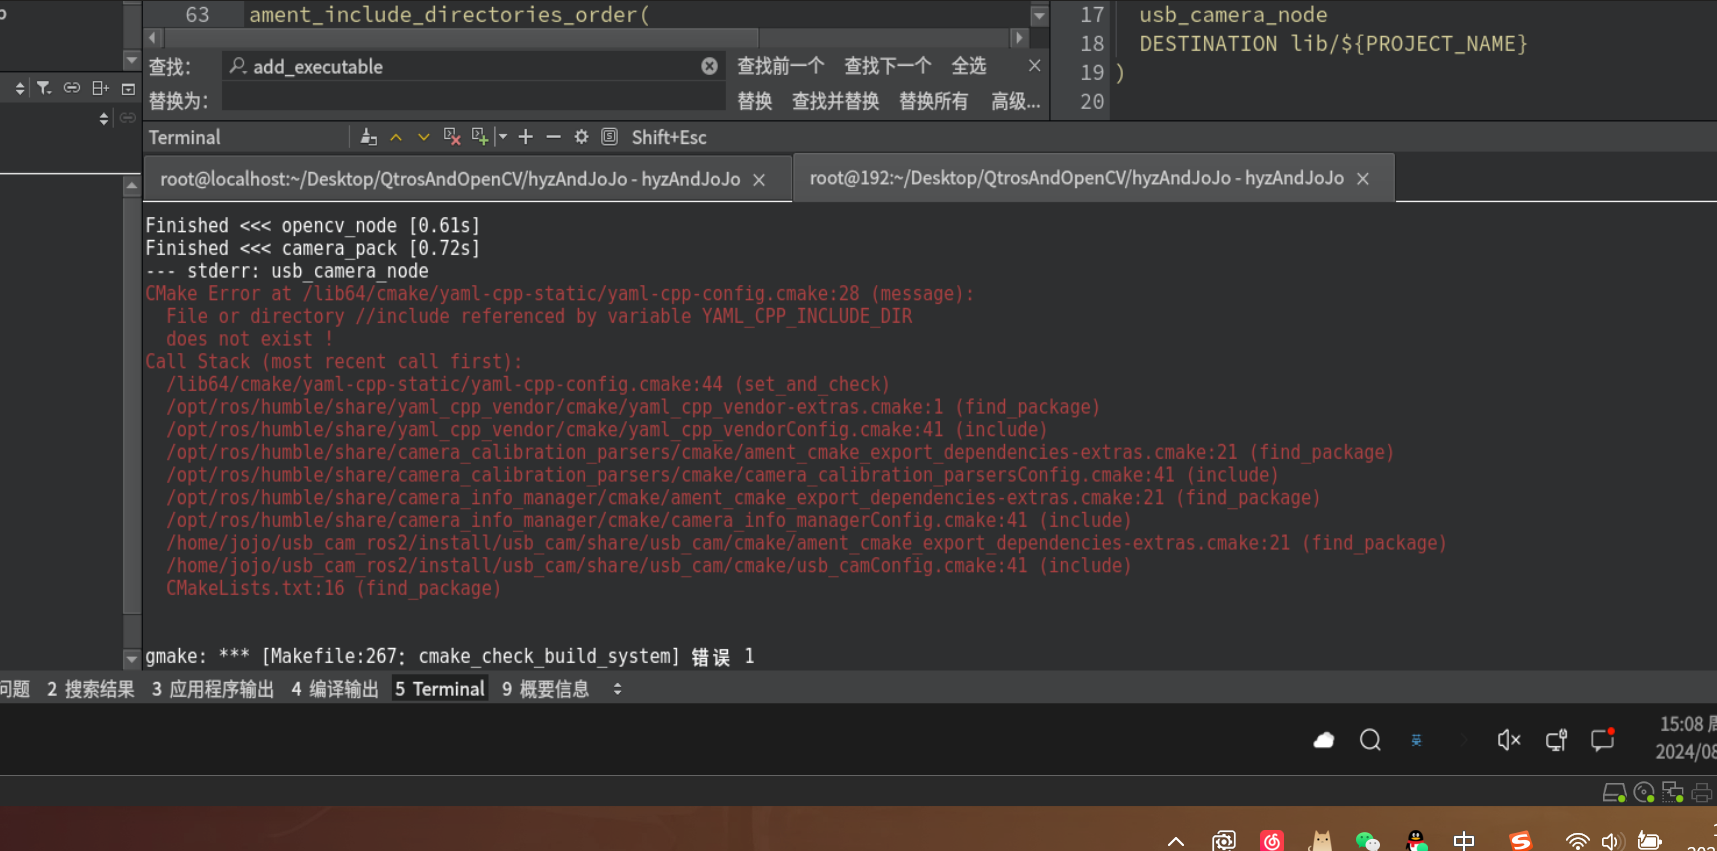 63 ament_include_directories_order(
查找: add_executable 查找前一个 查找下一个 全选
替换为: 替换 查找并替换 替换所有 高级...
17 usb_camera_node
18 DESTINATION lib/${PROJECT_NAME}
19 )
20
Terminal Shift+Esc
root@localhost:~/Desktop/QtrosAndOpenCV/hyzAndJoJo - hyzAndJoJo
root@192:~/Desktop/QtrosAndOpenCV/hyzAndJoJo - hyzAndJoJo
Finished <<< opencv_node [0.61s]
Finished <<< camera_pack [0.72s]
--- stderr: usb_camera_node
CMake Error at /lib64/cmake/yaml-cpp-static/yaml-cpp-config.cmake:28 (message):
File or directory //include referenced by variable YAML_CPP_INCLUDE_DIR
does not exist !
Call Stack (most recent call first):
/lib64/cmake/yaml-cpp-static/yaml-cpp-config.cmake:44 (set_and_check)
/opt/ros/humble/share/yaml_cpp_vendor/cmake/yaml_cpp_vendor-extras.cmake:1 (find_package)
/opt/ros/humble/share/yaml_cpp_vendor/cmake/yaml_cpp_vendorConfig.cmake:41 (include)
/opt/ros/humble/share/camera_calibration_parsers/cmake/ament_cmake_export_dependencies-extras.cmake:21 (find_package)
/opt/ros/humble/share/camera_calibration_parsers/cmake/camera_calibration_parsersConfig.cmake:41 (include)
/opt/ros/humble/share/camera_info_manager/cmake/ament_cmake_export_dependencies-extras.cmake:21 (find_package)
/opt/ros/humble/share/camera_info_manager/cmake/camera_info_managerConfig.cmake:41 (include)
/home/jojo/usb_cam_ros2/install/usb_cam/share/usb_cam/cmake/ament_cmake_export_dependencies-extras.cmake:21 (find_package)
/home/jojo/usb_cam_ros2/install/usb_cam/share/usb_cam/cmake/usb_camConfig.cmake:41 (include)
CMakeLists.txt:16 (find_package)
gmake: *** [Makefile:267: cmake_check_build_system] 错误 1
问题 2 搜索结果 3 应用程序输出 4 编译输出 5 Terminal 9 概要信息
英 15:08
2024/08
中